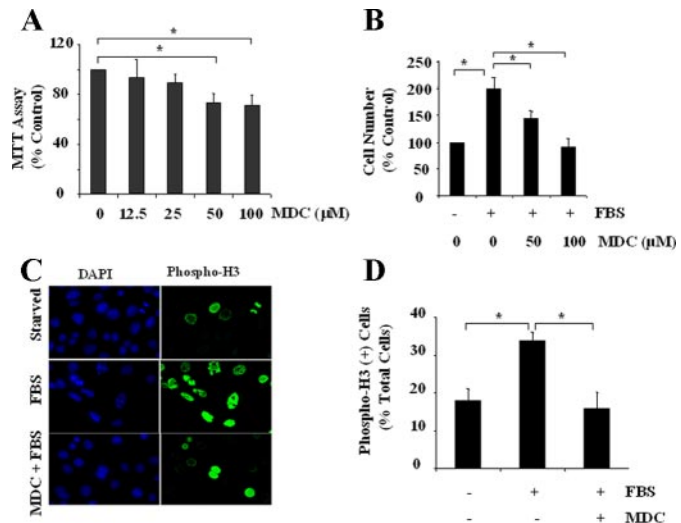 A
*
*
MTT Assay
(% Control)
120
80
40
0
0 12.5 25 50 100 MDC (µM)
B
*
* *
Cell Number
(% Control)
250
200
150
100
50
0
- + + + FBS
0 0 50 100 MDC (µM)
C
DAPI Phospho-H3
Starved
FBS
MDC + FBS
D
* *
Phospho-H3 (+) Cells
(% Total Cells)
40
30
20
10
0
- + + FBS
- - + MDC